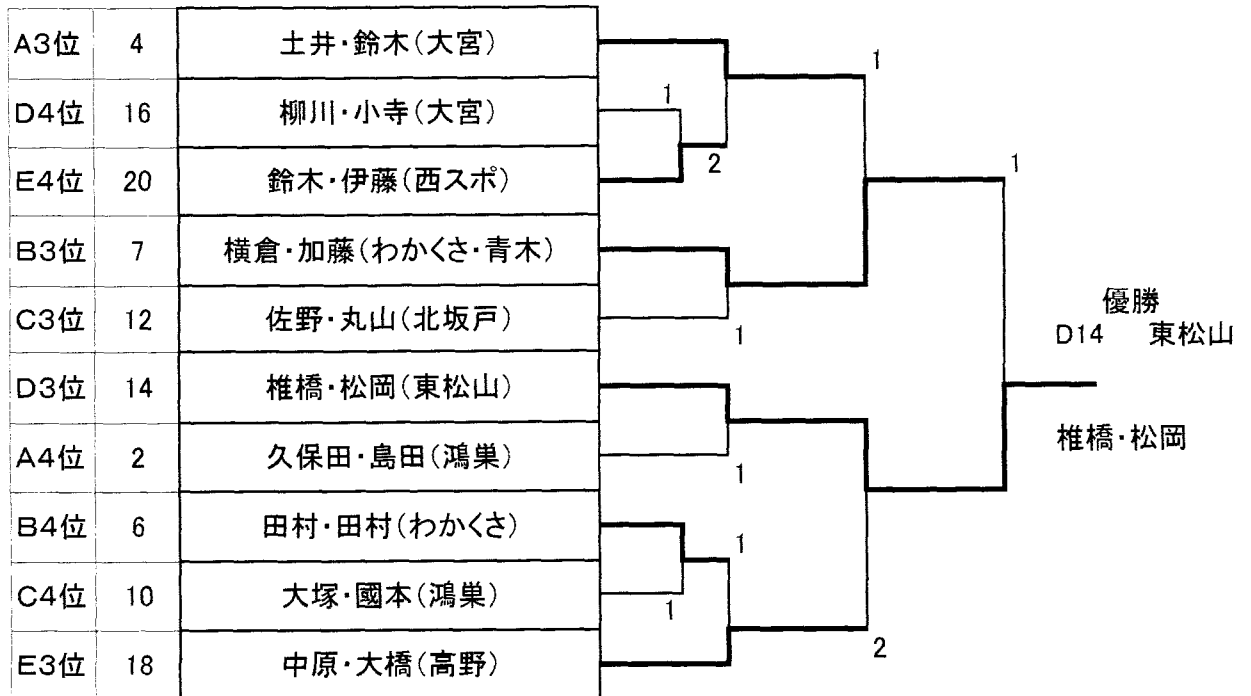 A3位 4 土井・鈴木(大宮)
D4位 16 柳川・小寺(大宮)
E4位 20 鈴木・伊藤(西スポ)
B3位 7 横倉・加藤(わかくさ・青木)
C3位 12 佐野・丸山(北坂戸)
D3位 14 椎橋・松岡(東松山)
A4位 2 久保田・島田(鴻巣)
B4位 6 田村・田村(わかくさ)
C4位 10 大塚・國本(鴻巣)
E3位 18 中原・大橋(高野)
1
1
2
1
1
1
1
1
2
1
優勝
D14 東松山
椎橋・松岡